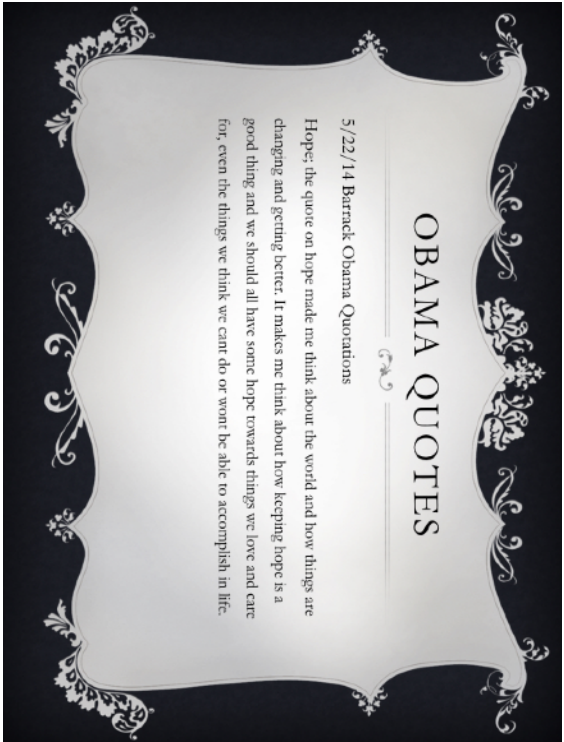 OBAMA QUOTES
5/22/14 Barrack Obama Quotations
Hope; the quote on hope made me think about the world and how things are
changing and getting better. It makes me think about how keeping hope is a
good thing and we should all have some hope towards things we love and care
for, even the things we think we cant do or wont be able to accomplish in life.